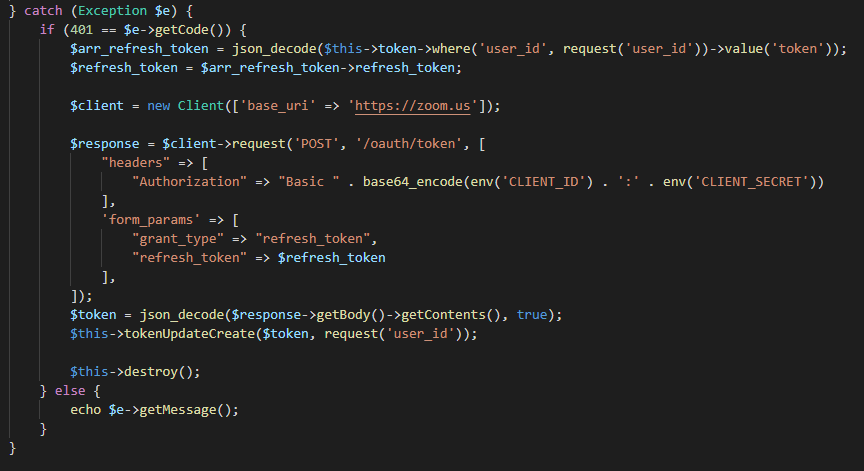 } catch (Exception $e) {
    if (401 == $e->getCode()) {
        $arr_refresh_token = json_decode($this->token->where('user_id', request('user_id'))->value('token'));
        $refresh_token = $arr_refresh_token->refresh_token;

        $client = new Client(['base_uri' => 'https://zoom.us']);

        $response = $client->request('POST', '/oauth/token', [
            "headers" => [
                "Authorization" => "Basic " . base64_encode(env('CLIENT_ID') . ':' . env('CLIENT_SECRET'))
            ],
            'form_params' => [
                "grant_type" => "refresh_token",
                "refresh_token" => $refresh_token
            ],
        ]);
        $token = json_decode($response->getBody()->getContents(), true);
        $this->tokenUpdateCreate($token, request('user_id'));

        $this->destroy();
    } else {
        echo $e->getMessage();
    }
}